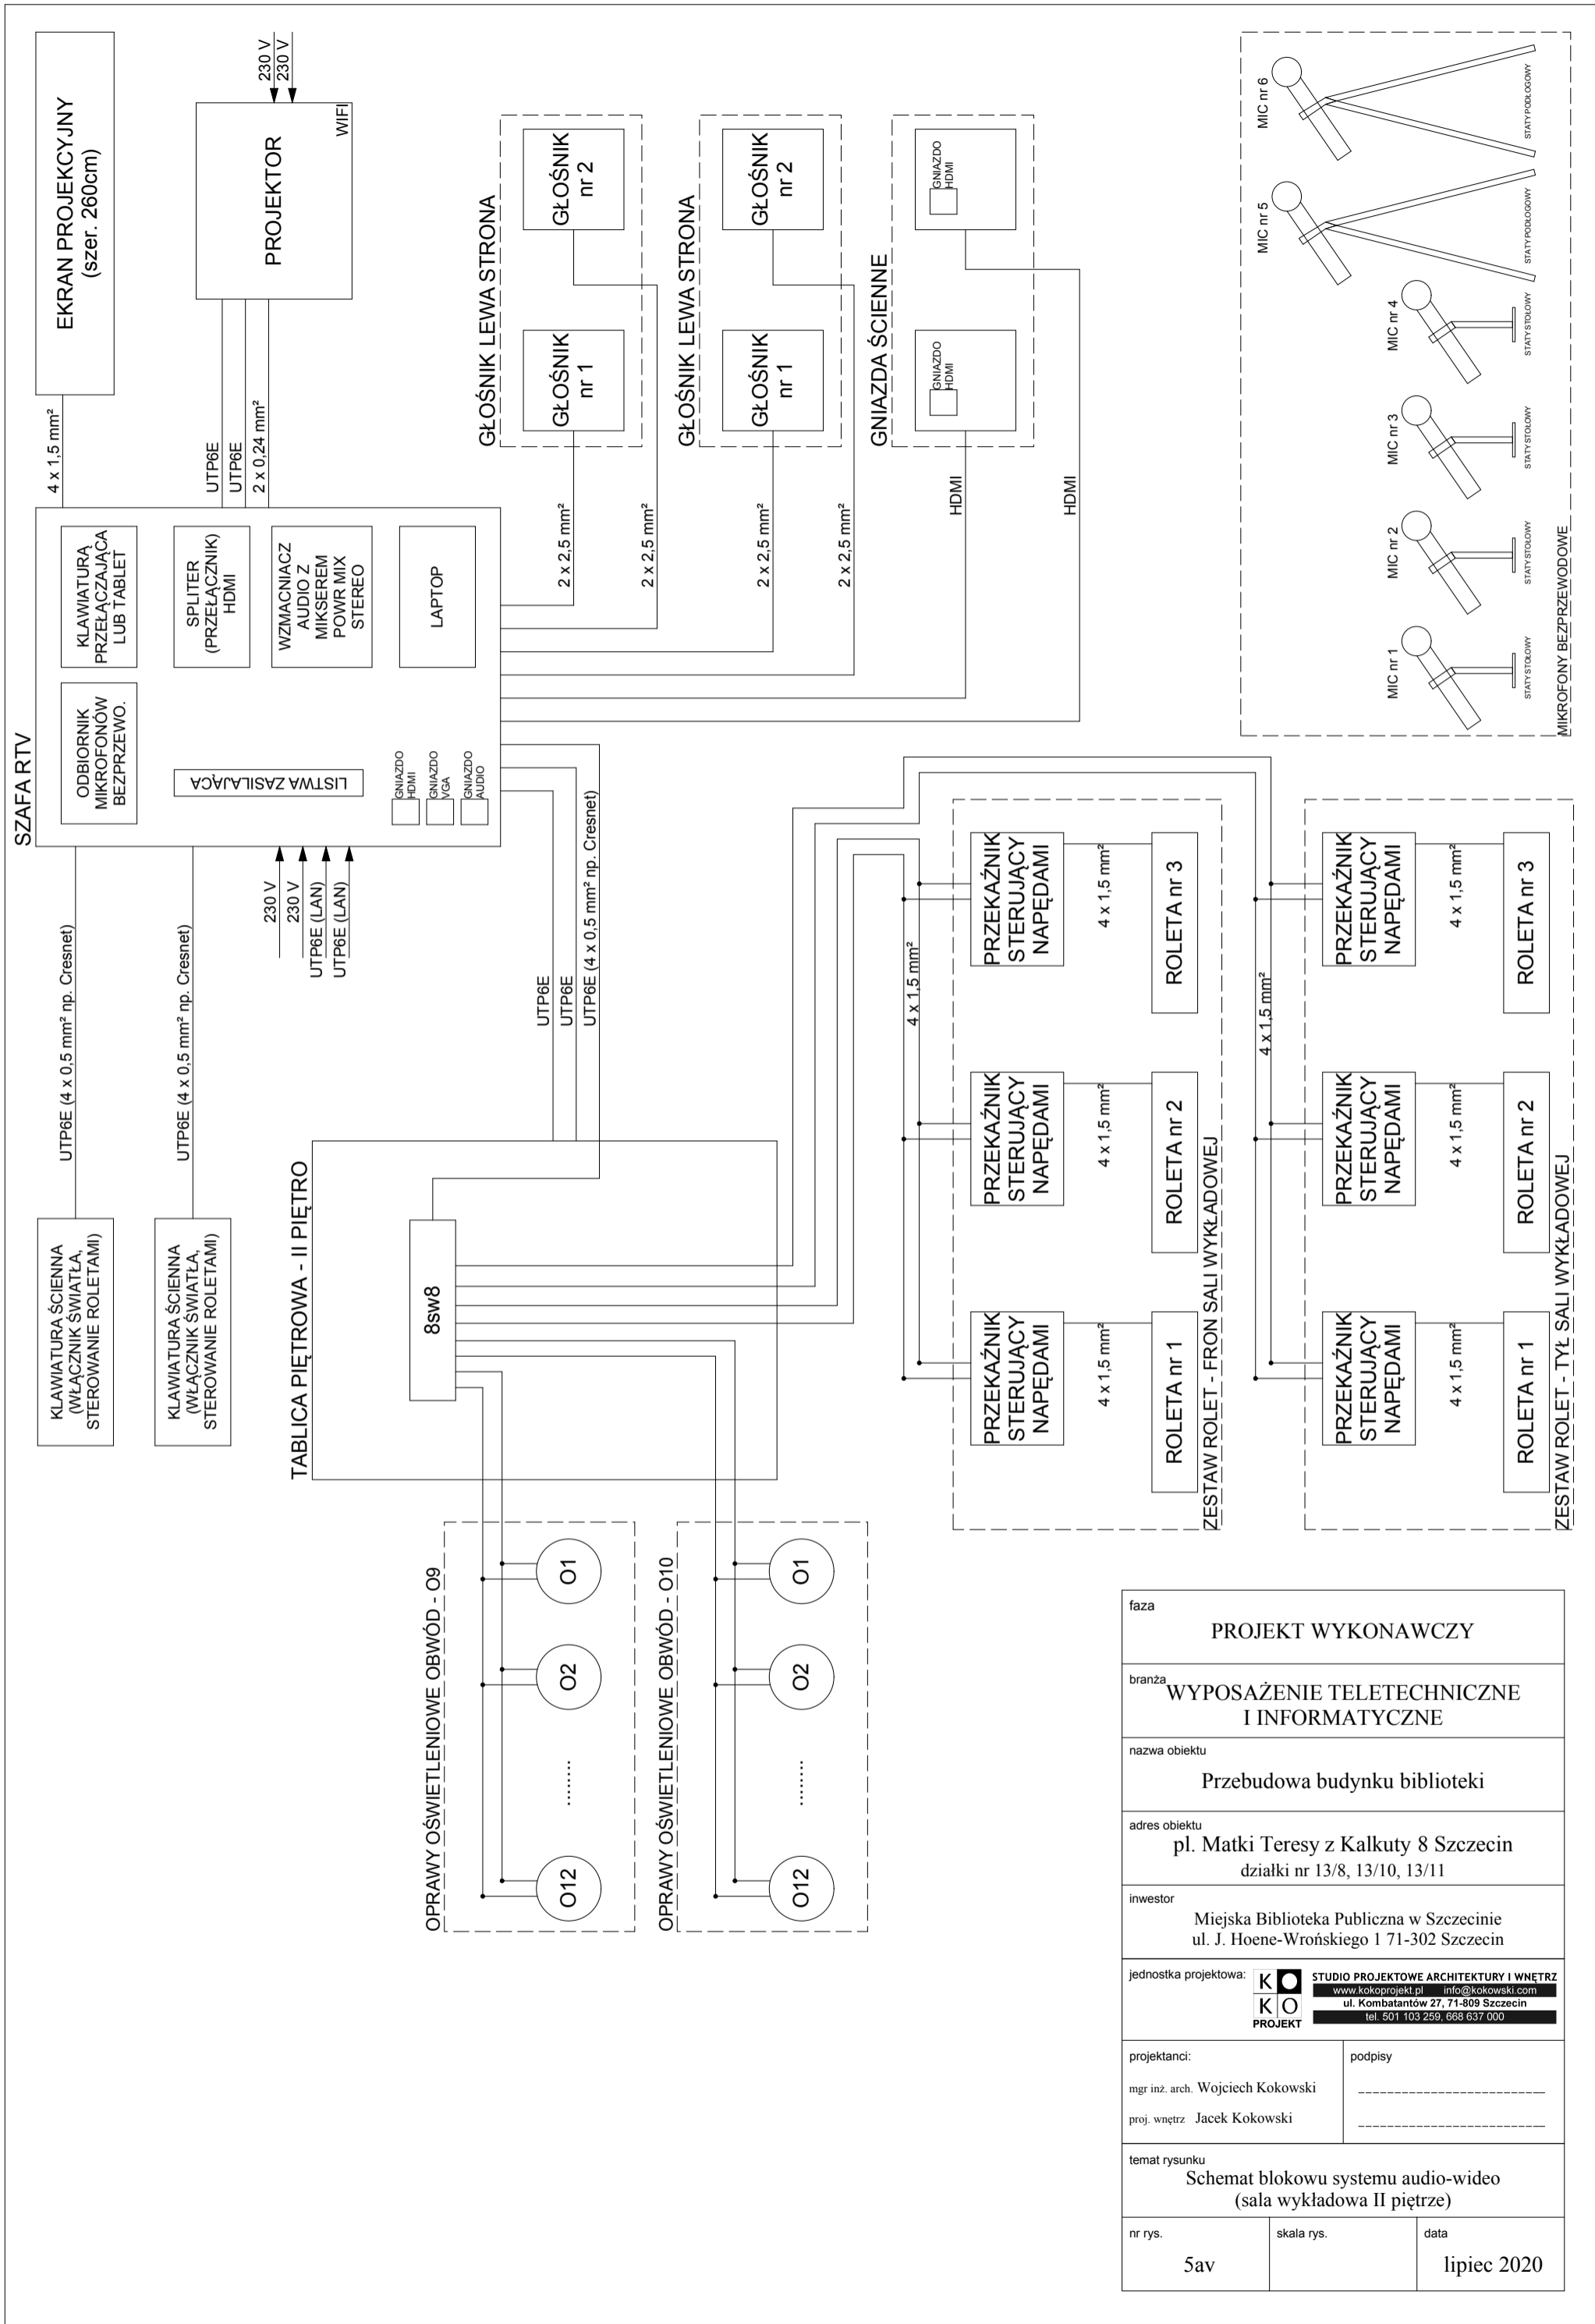 EKRAN PROJEKCYJNY
(szer. 260cm)
4 x 1,5 mm²
230 V
230 V
PROJEKTOR
WIFI
UTP6E
UTP6E
2 x 0,24 mm²
SZAFA RTV
KLAWIATURA
PRZEŁĄCZAJĄCA
LUB TABLET
SPLITER
(PRZEŁĄCZNIK)
HDMI
WZMACNIACZ
AUDIO Z
MIKSEREM
POWR MIX
STEREO
LAPTOP
ODBIORNIK
MIKROFONÓW
BEZPRZEWO.
LISTWA ZASILAJĄCA
GNIAZDO
HDMI
GNIAZDO
VGA
GNIAZDO
AUDIO
GŁOŚNIK LEWA STRONA
GŁOŚNIK
nr 1
GŁOŚNIK
nr 2
2 x 2,5 mm²
2 x 2,5 mm²
GŁOŚNIK LEWA STRONA
GŁOŚNIK
nr 1
GŁOŚNIK
nr 2
2 x 2,5 mm²
2 x 2,5 mm²
GNIAZDA ŚCIENNE
GNIAZDO
HDMI
GNIAZDO
HDMI
HDMI
HDMI
MIC nr 1
STATYSTOŁOWY
MIC nr 2
STATYSTOŁOWY
MIC nr 3
STATYSTOŁOWY
MIC nr 4
STATYSTOŁOWY
MIC nr 5
STATYPODŁOGOWY
MIC nr 6
STATYPODŁOGOWY
MIKROFONY BEZPRZEWODOWE
UTP6E (4 x 0,5 mm² np. Cresnet)
UTP6E (4 x 0,5 mm² np. Cresnet)
230 V
230 V
UTP6E (LAN)
UTP6E (LAN)
UTP6E
UTP6E
UTP6E (4 x 0,5 mm² np. Cresnet)
KLAWIATURA ŚCIENNA
(WŁĄCZNIK ŚWIATŁA,
STEROWANIE ROLETAMI)
KLAWIATURA ŚCIENNA
(WŁĄCZNIK ŚWIATŁA,
STEROWANIE ROLETAMI)
TABLICA PIĘTROWA - II PIĘTRO
8sw8
4 x 1,5 mm²
PRZEKAŹNIK
STERUJĄCY
NAPĘDAMI
4 x 1,5 mm²
ROLETA nr 1
PRZEKAŹNIK
STERUJĄCY
NAPĘDAMI
4 x 1,5 mm²
ROLETA nr 2
PRZEKAŹNIK
STERUJĄCY
NAPĘDAMI
4 x 1,5 mm²
ROLETA nr 3
ZESTAW ROLET - FRON SALI WYKŁADOWEJ
4 x 1,5 mm²
PRZEKAŹNIK
STERUJĄCY
NAPĘDAMI
4 x 1,5 mm²
ROLETA nr 1
PRZEKAŹNIK
STERUJĄCY
NAPĘDAMI
4 x 1,5 mm²
ROLETA nr 2
PRZEKAŹNIK
STERUJĄCY
NAPĘDAMI
4 x 1,5 mm²
ROLETA nr 3
ZESTAW ROLET - TYŁ SALI WYKŁADOWEJ
OPRAWY OŚWIETLENIOWE OBWÓD - O9
O12
........
O2
O1
OPRAWY OŚWIETLENIOWE OBWÓD - O10
O12
........
O2
O1
faza
PROJEKT WYKONAWCZY
branża
WYPOSAŻENIE TELETECHNICZNE
I INFORMATYCZNE
nazwa obiektu
Przebudowa budynku biblioteki
adres obiektu
pl. Matki Teresy z Kalkuty 8 Szczecin
działki nr 13/8, 13/10, 13/11
inwestor
Miejska Biblioteka Publiczna w Szczecinie
ul. J. Hoene-Wrońskiego 1 71-302 Szczecin
jednostka projektowa:
KO
KO
PROJEKT
STUDIO PROJEKTOWE ARCHITEKTURY I WNĘTRZ
www.kokoprojekt.pl info@kokowski.com
ul. Kombatantów 27, 71-809 Szczecin
tel. 501 103 259, 668 637 000
projektanci:
podpisy
mgr inż. arch. Wojciech Kokowski
proj. wnętrz Jacek Kokowski
temat rysunku
Schemat blokowu systemu audio-wideo
(sala wykładowa II piętrze)
nr rys.
skala rys.
data
5av
lipiec 2020